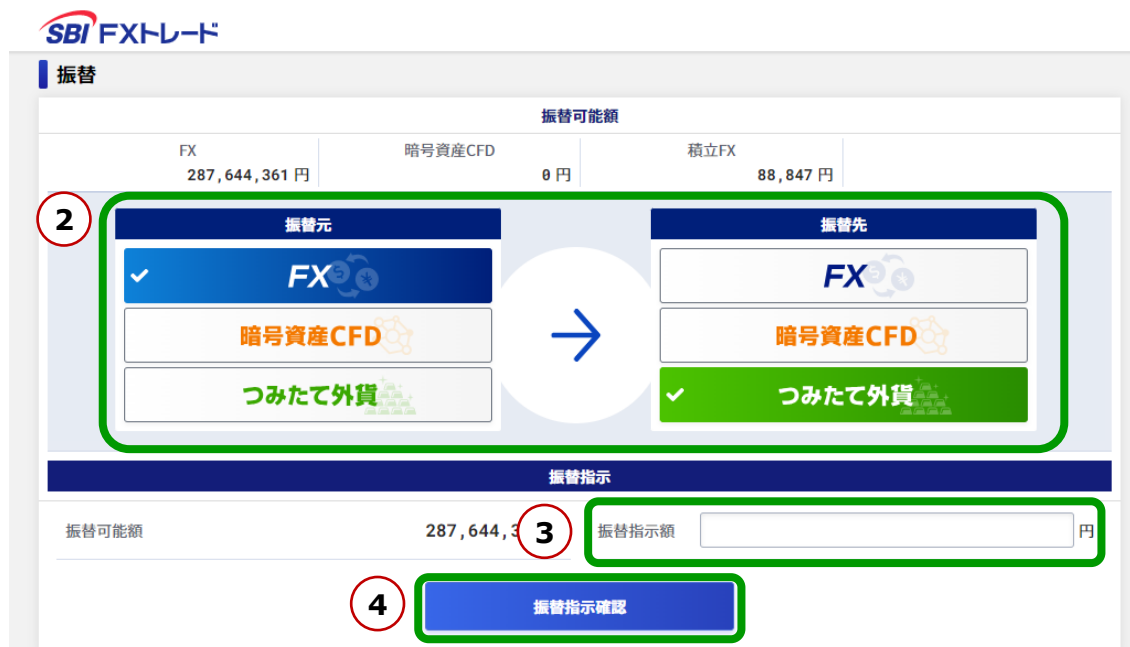 SBI FXトレード
振替
振替可能額
FX 暗号資産CFD 積立FX
287,644,361 円 0 円 88,847 円
2
振替元 振替先
FX FX
暗号資産CFD 暗号資産CFD
つみたて外貨 つみたて外貨
振替指示
振替可能額 287,644,3 3 振替指示額 円
4 振替指示確認